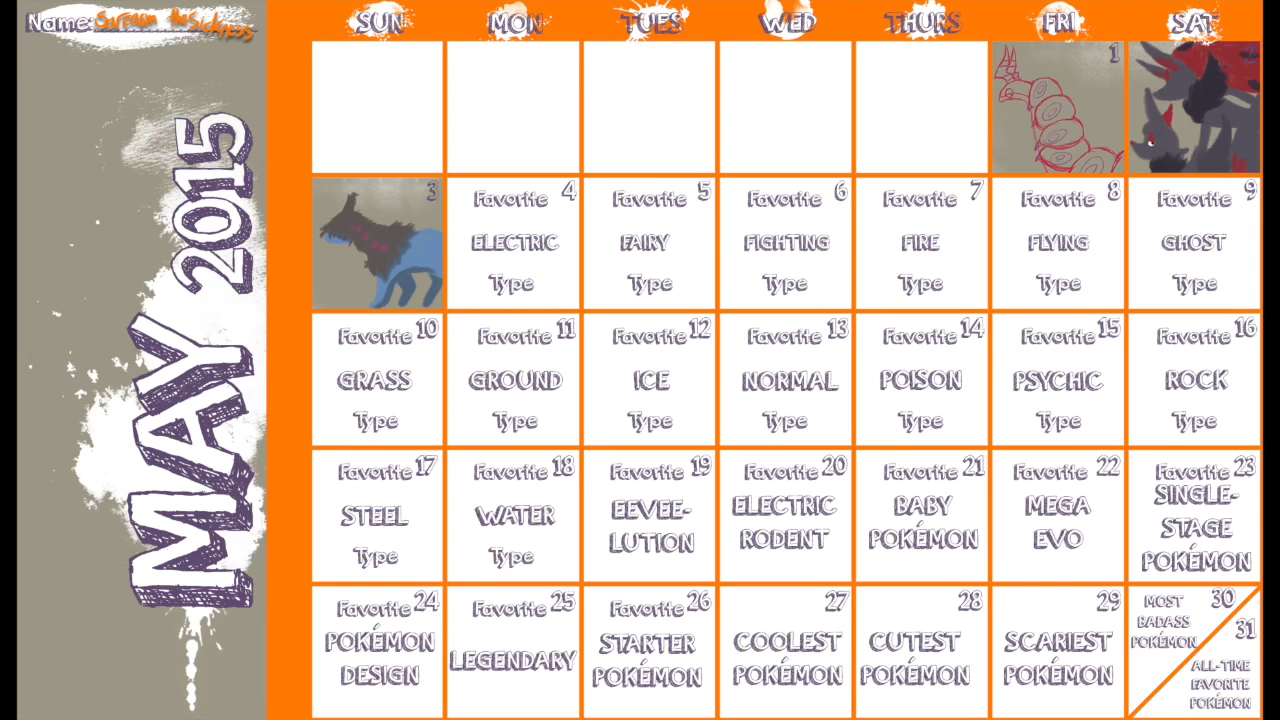 Name:
SUN MON TUES WED THURS FRI SAT
MAY 2015
1
3
Favorite 4
ELECTRIC
Type
Favorite 5
FAIRY
Type
Favorite 6
FIGHTING
Type
Favorite 7
FIRE
Type
Favorite 8
FLYING
Type
Favorite 9
GHOST
Type
Favorite 10
GRASS
Type
Favorite 11
GROUND
Type
Favorite 12
ICE
Type
Favorite 13
NORMAL
Type
Favorite 14
POISON
Type
Favorite 15
PSYCHIC
Type
Favorite 16
ROCK
Type
Favorite 17
STEEL
Type
Favorite 18
WATER
Type
Favorite 19
EEVEE-
LUTION
Favorite 20
ELECTRIC
RODENT
Favorite 21
BABY
POKÉMON
Favorite 22
MEGA
EVO
Favorite 23
SINGLE-
STAGE
POKÉMON
Favorite 24
POKÉMON
DESIGN
Favorite 25
LEGENDARY
Favorite 26
STARTER
POKÉMON
27
COOLEST
POKÉMON
28
CUTEST
POKÉMON
29
SCARIEST
POKÉMON
MOST 30
BADASS
POKÉMON
31
ALL-TIME
FAVORITE
POKÉMON